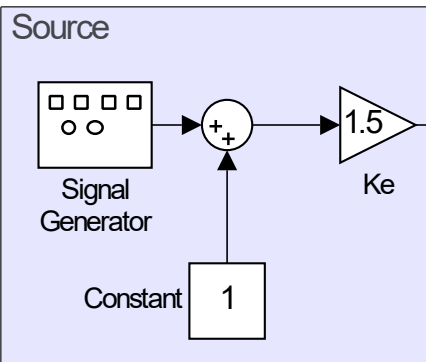 Source
+
+
1.5
Signal
Generator
Ke
Constant
1